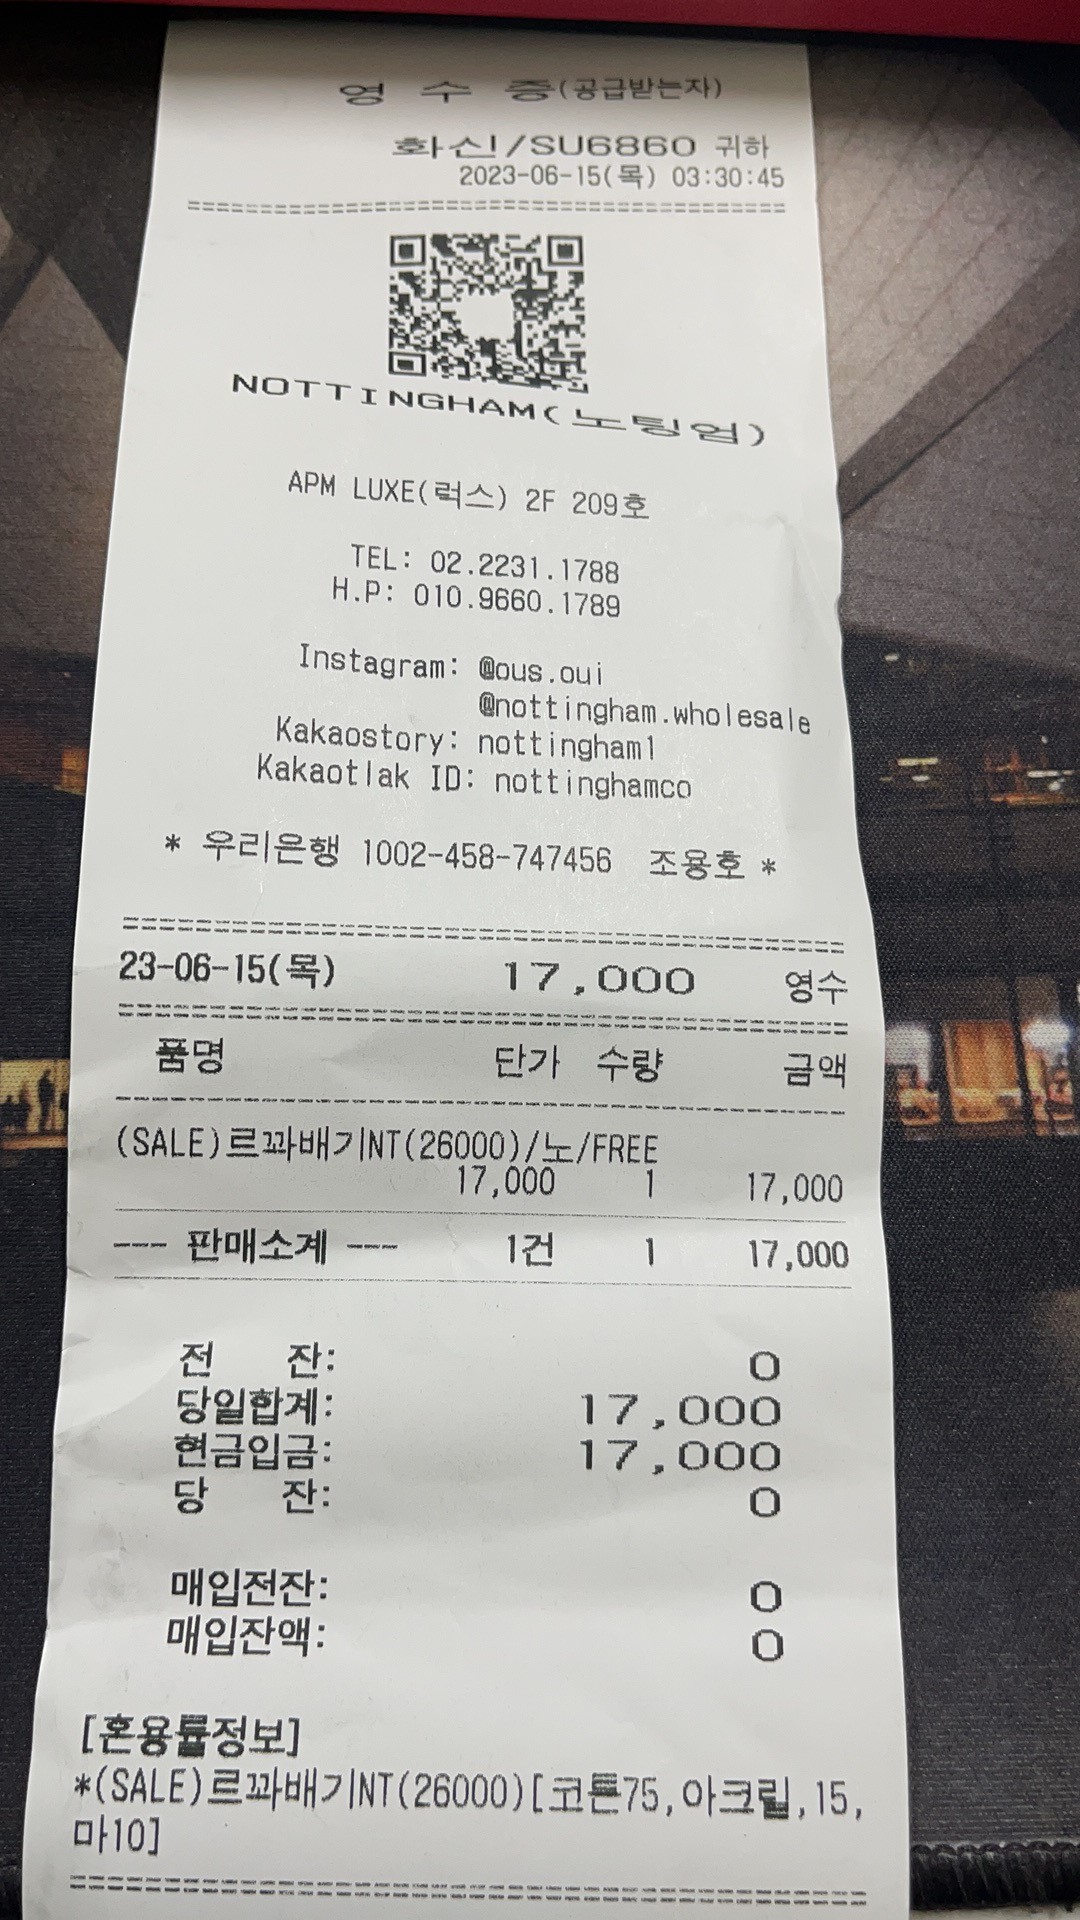 영 수 증(공급받는자)
화신/SU6860 귀하
2023-06-15(목) 03:30:45
NOTTINGHAM(노팅엄)
APM LUXE(럭스) 2F 209호
TEL: 02.2231.1788
H.P: 010.9660.1789
Instagram: @ous.oui
@nottingham.wholesale
Kakaostory: nottingham1
Kakaotlak ID: nottinghamco
* 우리은행 1002-458-747456 조용호 *
23-06-15(목) 17,000 영수
품명 단가 수량 금액
(SALE)르꽈배기NT(26000)/노/FREE
17,000 1 17,000
--- 판매소계 --- 1건 1 17,000
전 잔: 0
당일합계: 17,000
현금입금: 17,000
당 잔: 0
매입전잔: 0
매입잔액: 0
[혼용률정보]
*(SALE)르꽈배기NT(26000)[코튼75,아크릴,15,
마10]